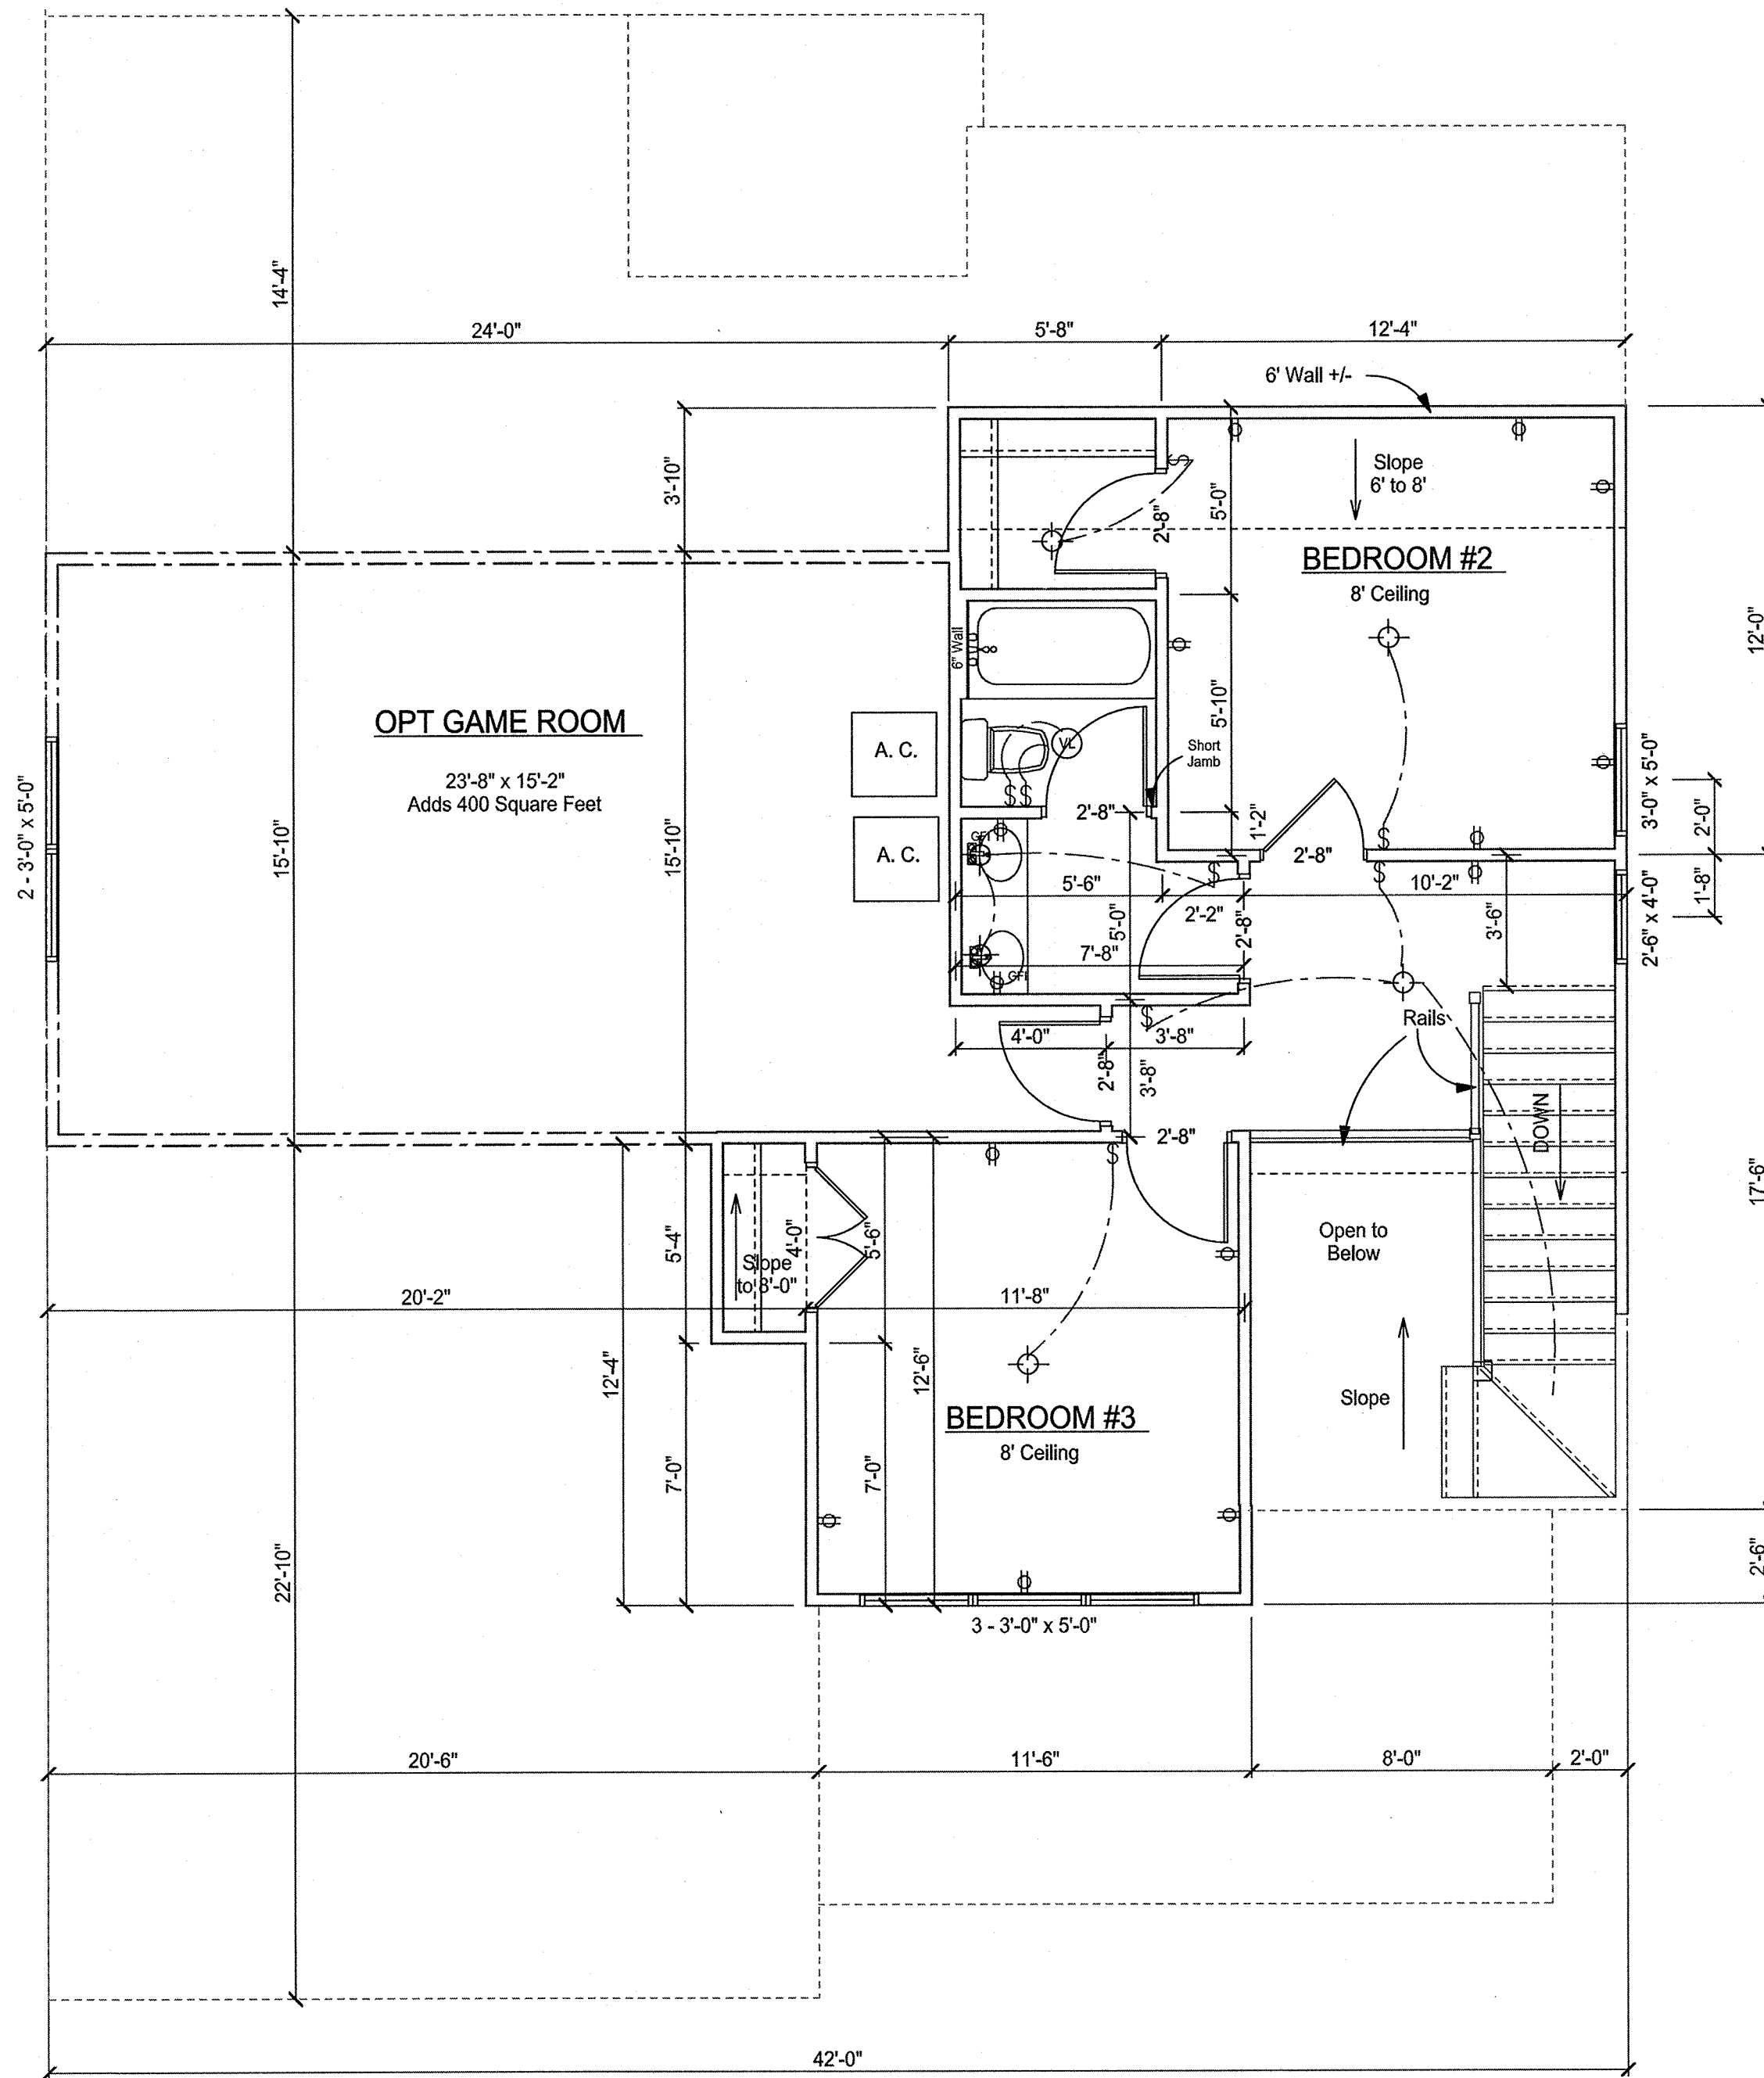 14'-4"
24'-0"
5'-8"
12'-4"
6' Wall +/-
3'-10"
Slope
6' to 8'
5'-0"
2'-8"
BEDROOM #2
8' Ceiling
12'-0"
6" Wall
OPT GAME ROOM
23'-8" x 15'-2"
Adds 400 Square Feet
A. C.
VL
5'-10"
Short
Jamb
3'-0" x 5'-0"
2'-0"
2 - 3'-0" x 5'-0"
15'-10"
15'-10"
$$
2'-8"
1'-2"
A. C.
GFI
$
$
2'-8"
$
$
5'-6"
10'-2"
1'-8"
2'-2"
5'-0"
2'-8"
3'-6"
2'-6" x 4'-0"
7'-8"
GFI
$
Rails
4'-0"
3'-8"
2'-8"
3'-8"
DOWN
2'-8"
$
17'-6"
5'-4"
4'-0"
5'-6"
Open to
Below
Slope
to 8'-0"
20'-2"
11'-8"
12'-4"
12'-6"
Slope
BEDROOM #3
8' Ceiling
7'-0"
7'-0"
22'-10"
2'-6"
3 - 3'-0" x 5'-0"
20'-6"
11'-6"
8'-0"
2'-0"
42'-0"